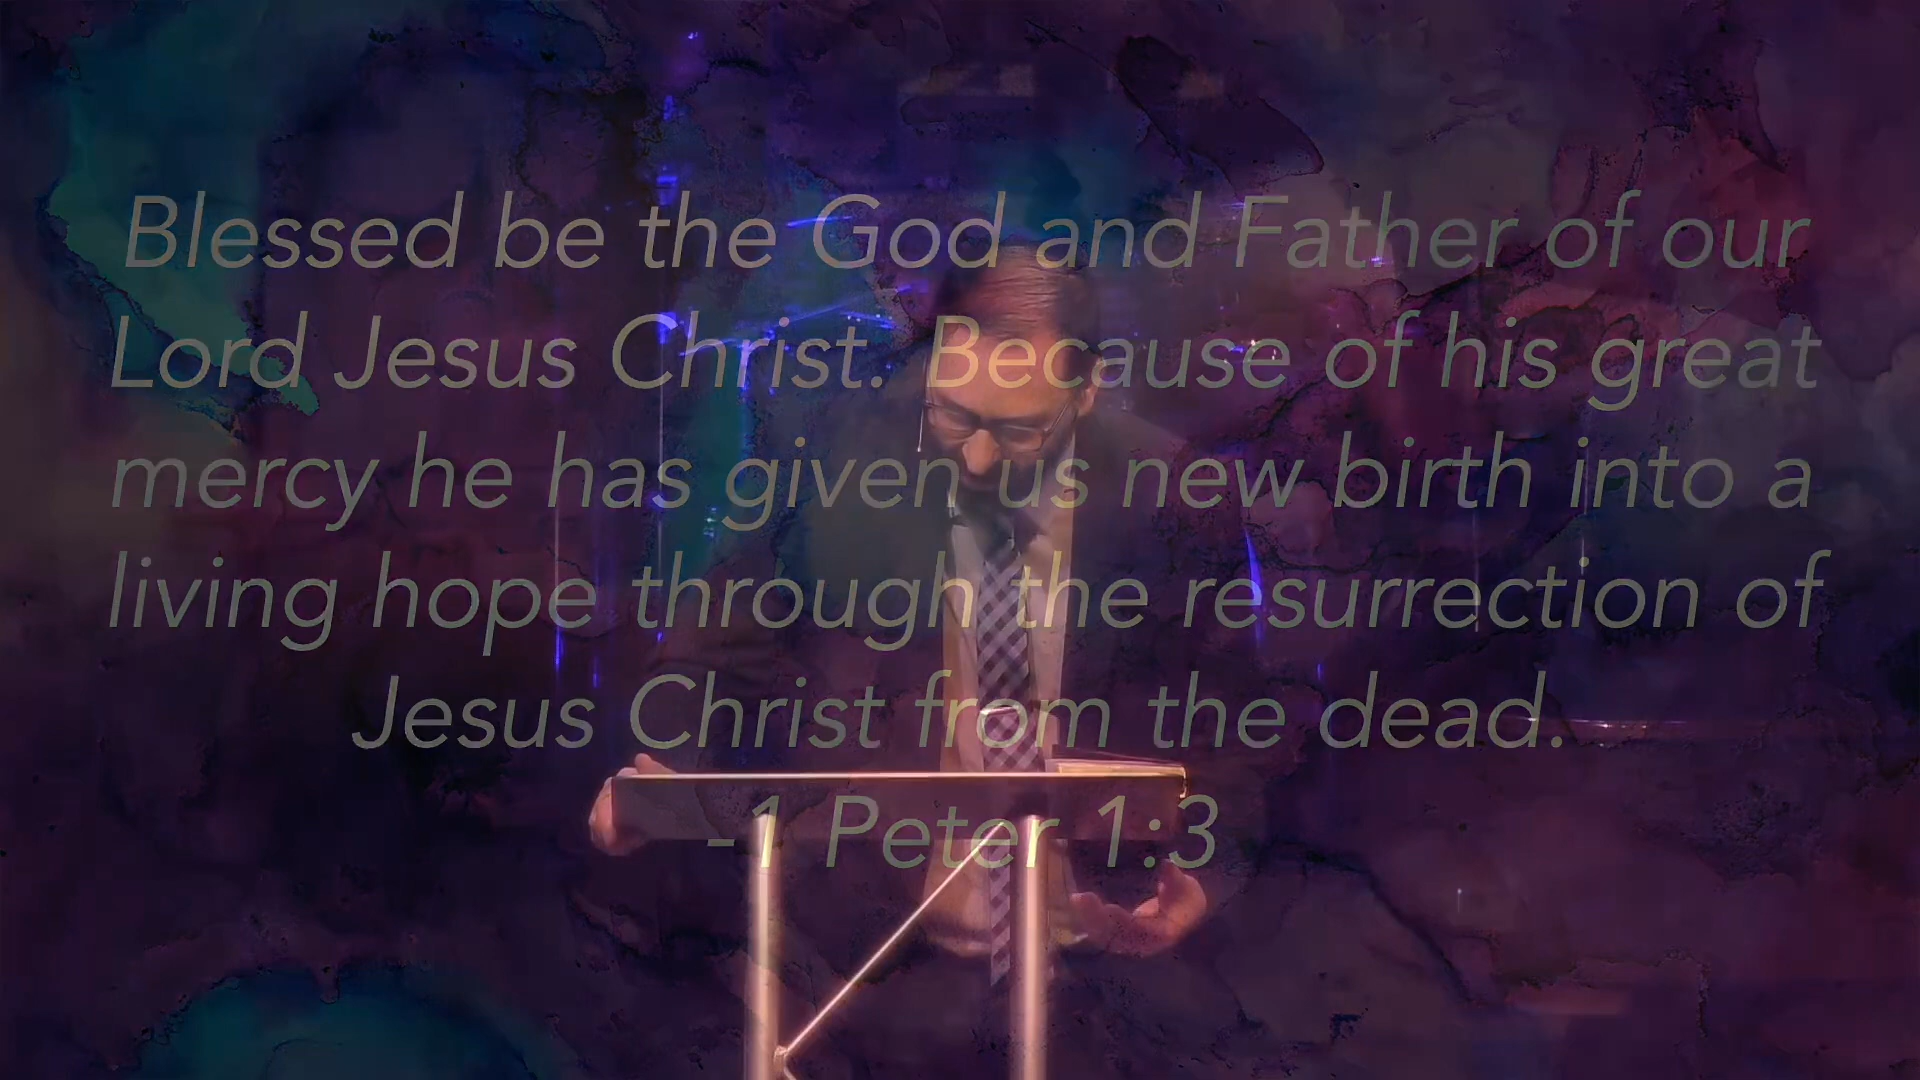 Blessed be the God and Father of our
Lord Jesus Christ. Because of his great
mercy he has given us new birth into a
living hope through the resurrection of
Jesus Christ from the dead.
-1 Peter 1:3